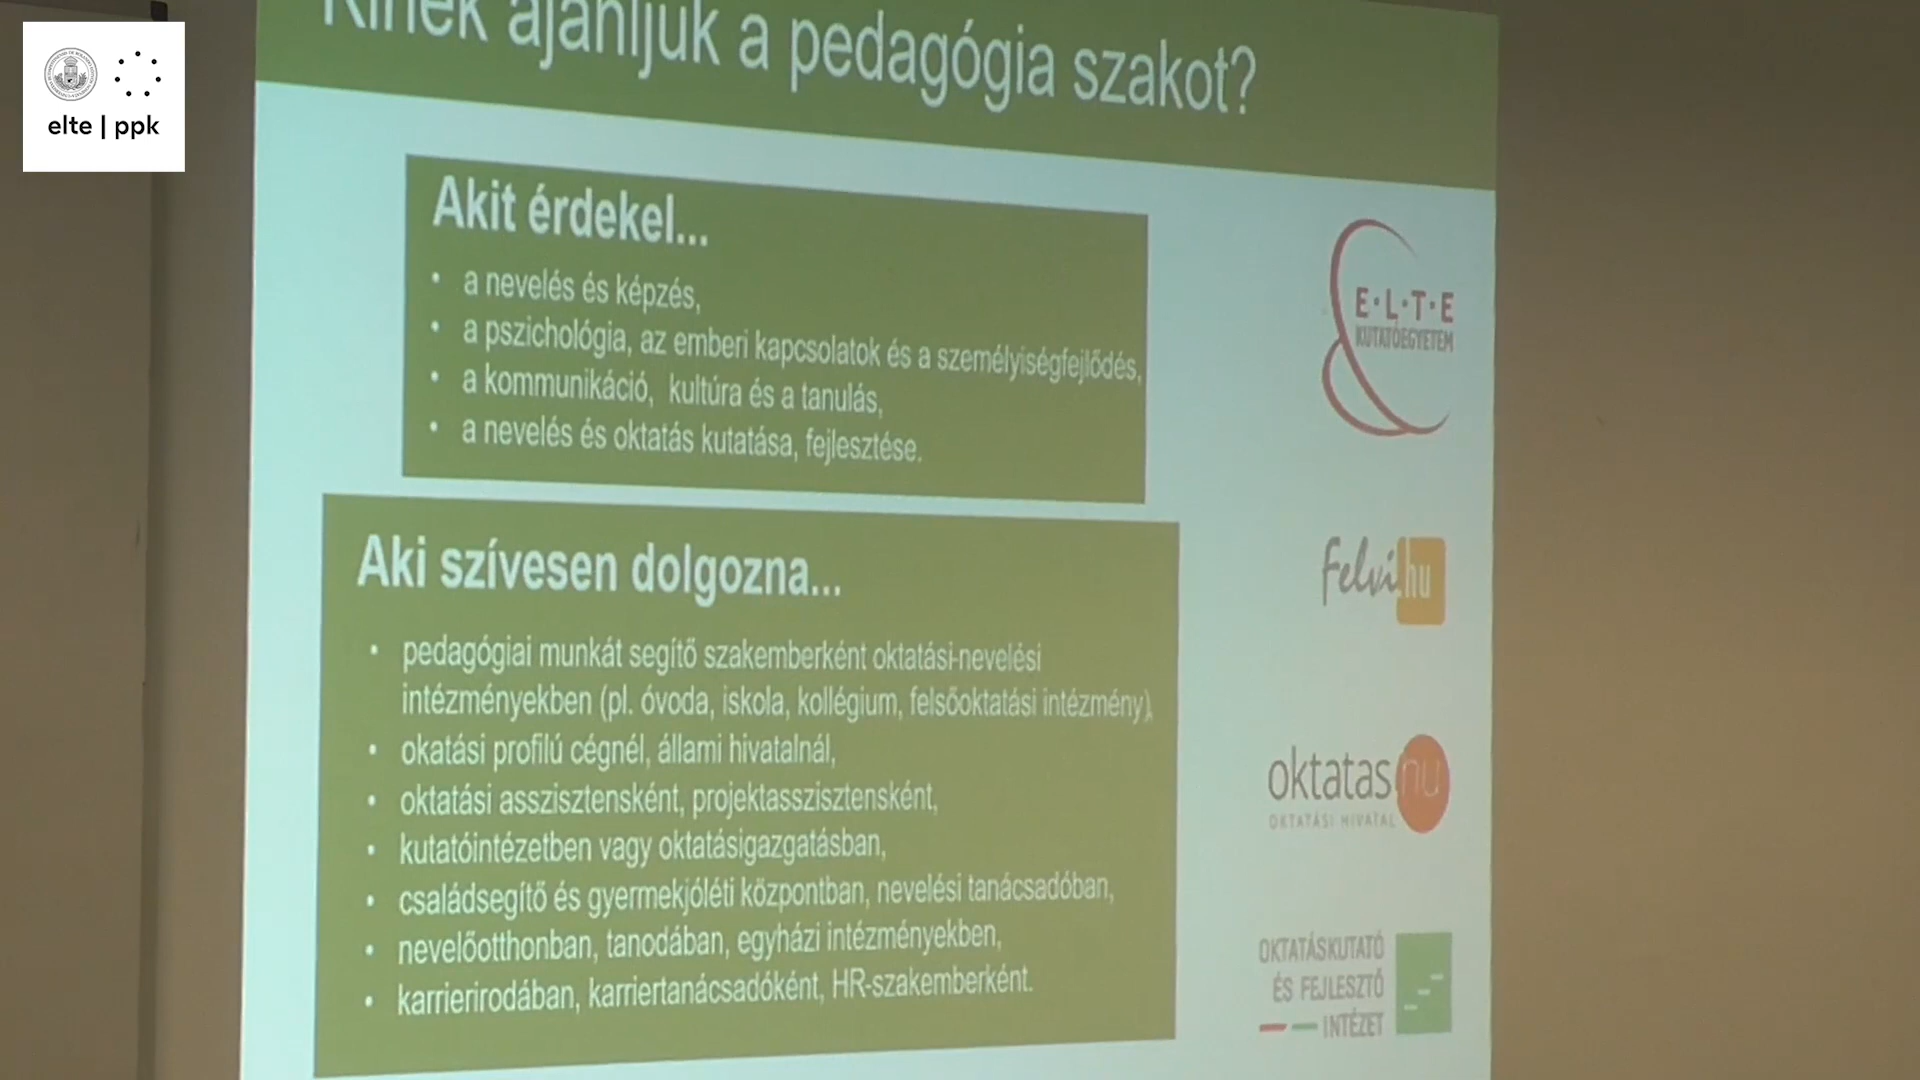 elte | ppk
Kinek ajánljuk a pedagógia szakot?
Akit érdekel...
• a nevelés és képzés,
• a pszichológia, az emberi kapcsolatok és a személyiségfejlődés,
• a kommunikáció, kultúra és a tanulás,
• a nevelés és oktatás kutatása, fejlesztése.
Aki szívesen dolgozna...
• pedagógiai munkát segítő szakemberként oktatási-nevelési
intézményekben (pl. óvoda, iskola, kollégium, felsőoktatási intézmény),
• okatási profilú cégnél, állami hivatalnál,
• oktatási asszisztensként, projektasszisztensként,
• kutatóintézetben vagy oktatásigazgatásban,
• családsegítő és gyermekjóléti központban, nevelési tanácsadóban,
• nevelőotthonban, tanodában, egyházi intézményekben,
• karrierirodában, karriertanácsadóként, HR-szakemberként.
E·L·T·E
KUTATÓEGYETEM
felvi.hu
oktatas.hu
OKTATÁSI HIVATAL
OKTATÁSKUTATÓ
ÉS FEJLESZTŐ
INTÉZET